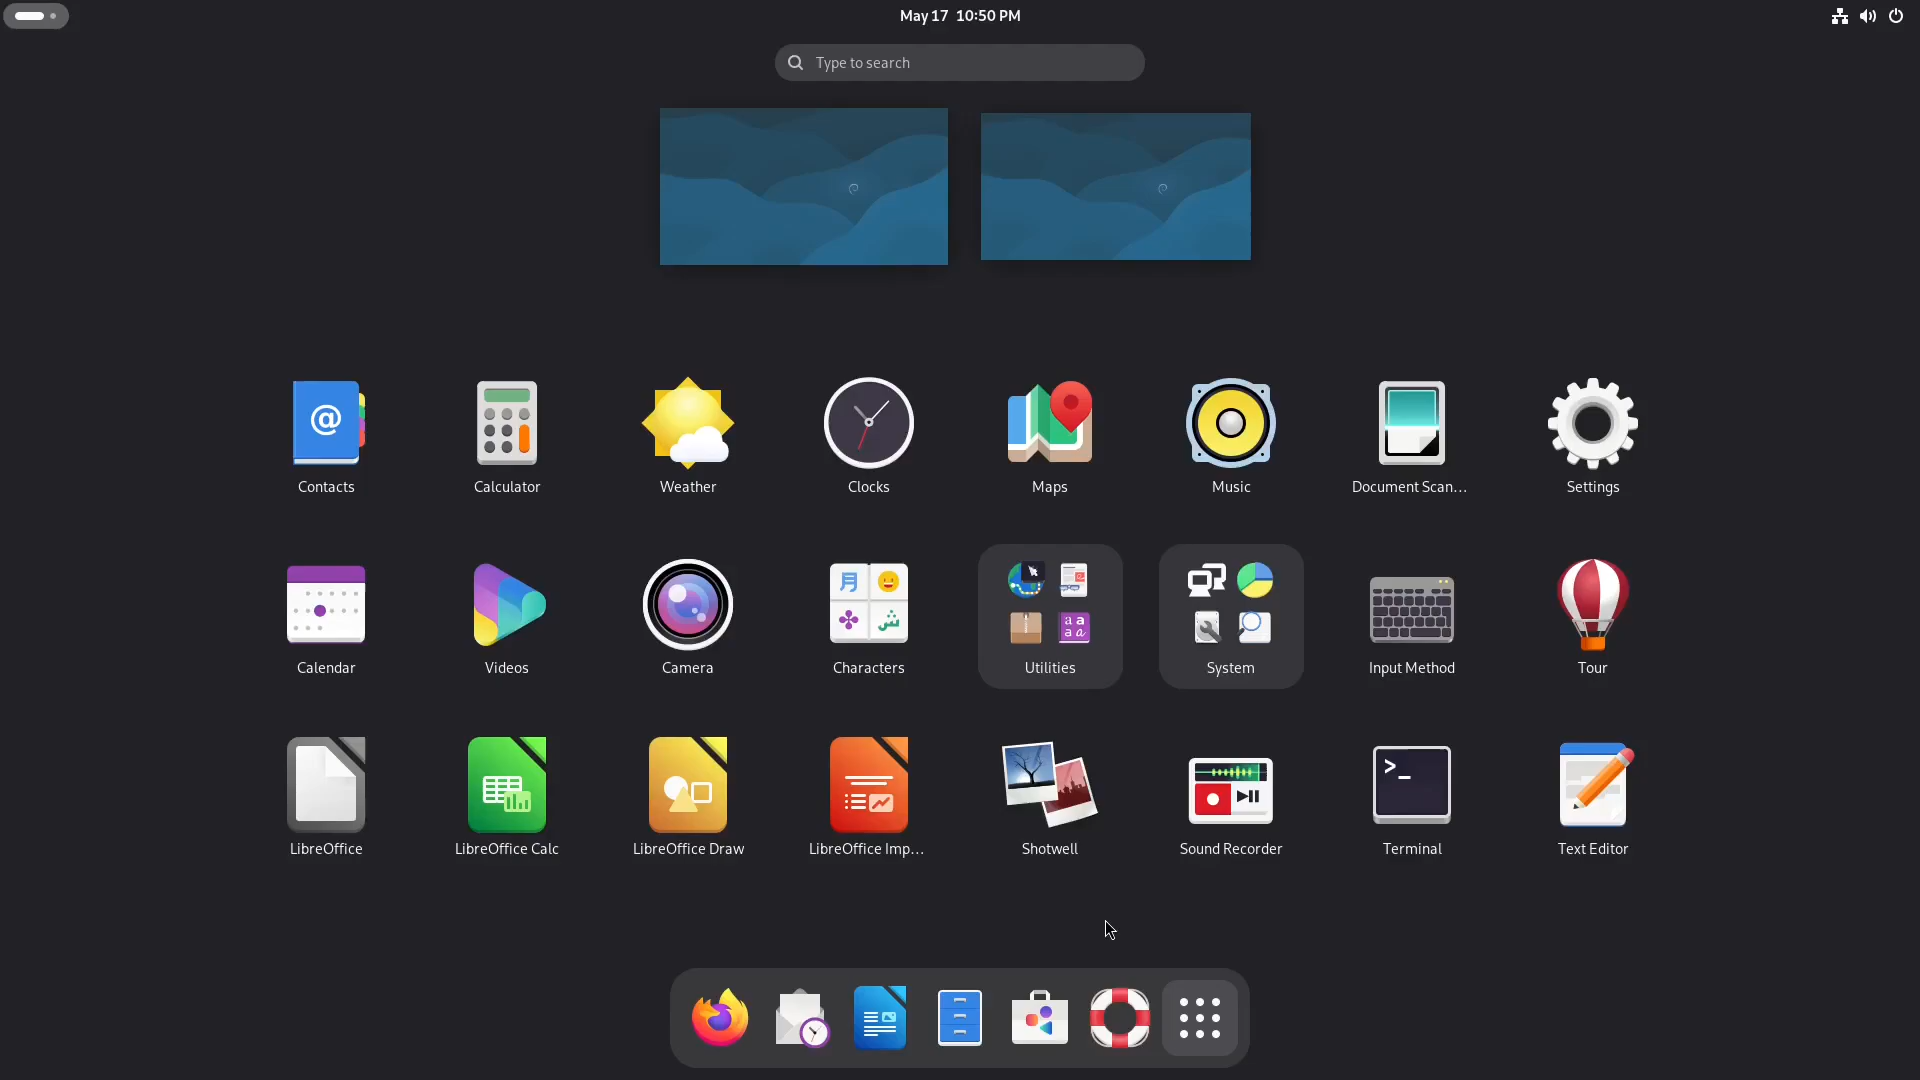 May 17 10:50 PM
Type to search
Contacts
Calculator
Weather
Clocks
Maps
Music
Document Scan…
Settings
Calendar
Videos
Camera
Characters
Utilities
System
Input Method
Tour
LibreOffice
LibreOffice Calc
LibreOffice Draw
LibreOffice Imp…
Shotwell
Sound Recorder
Terminal
Text Editor